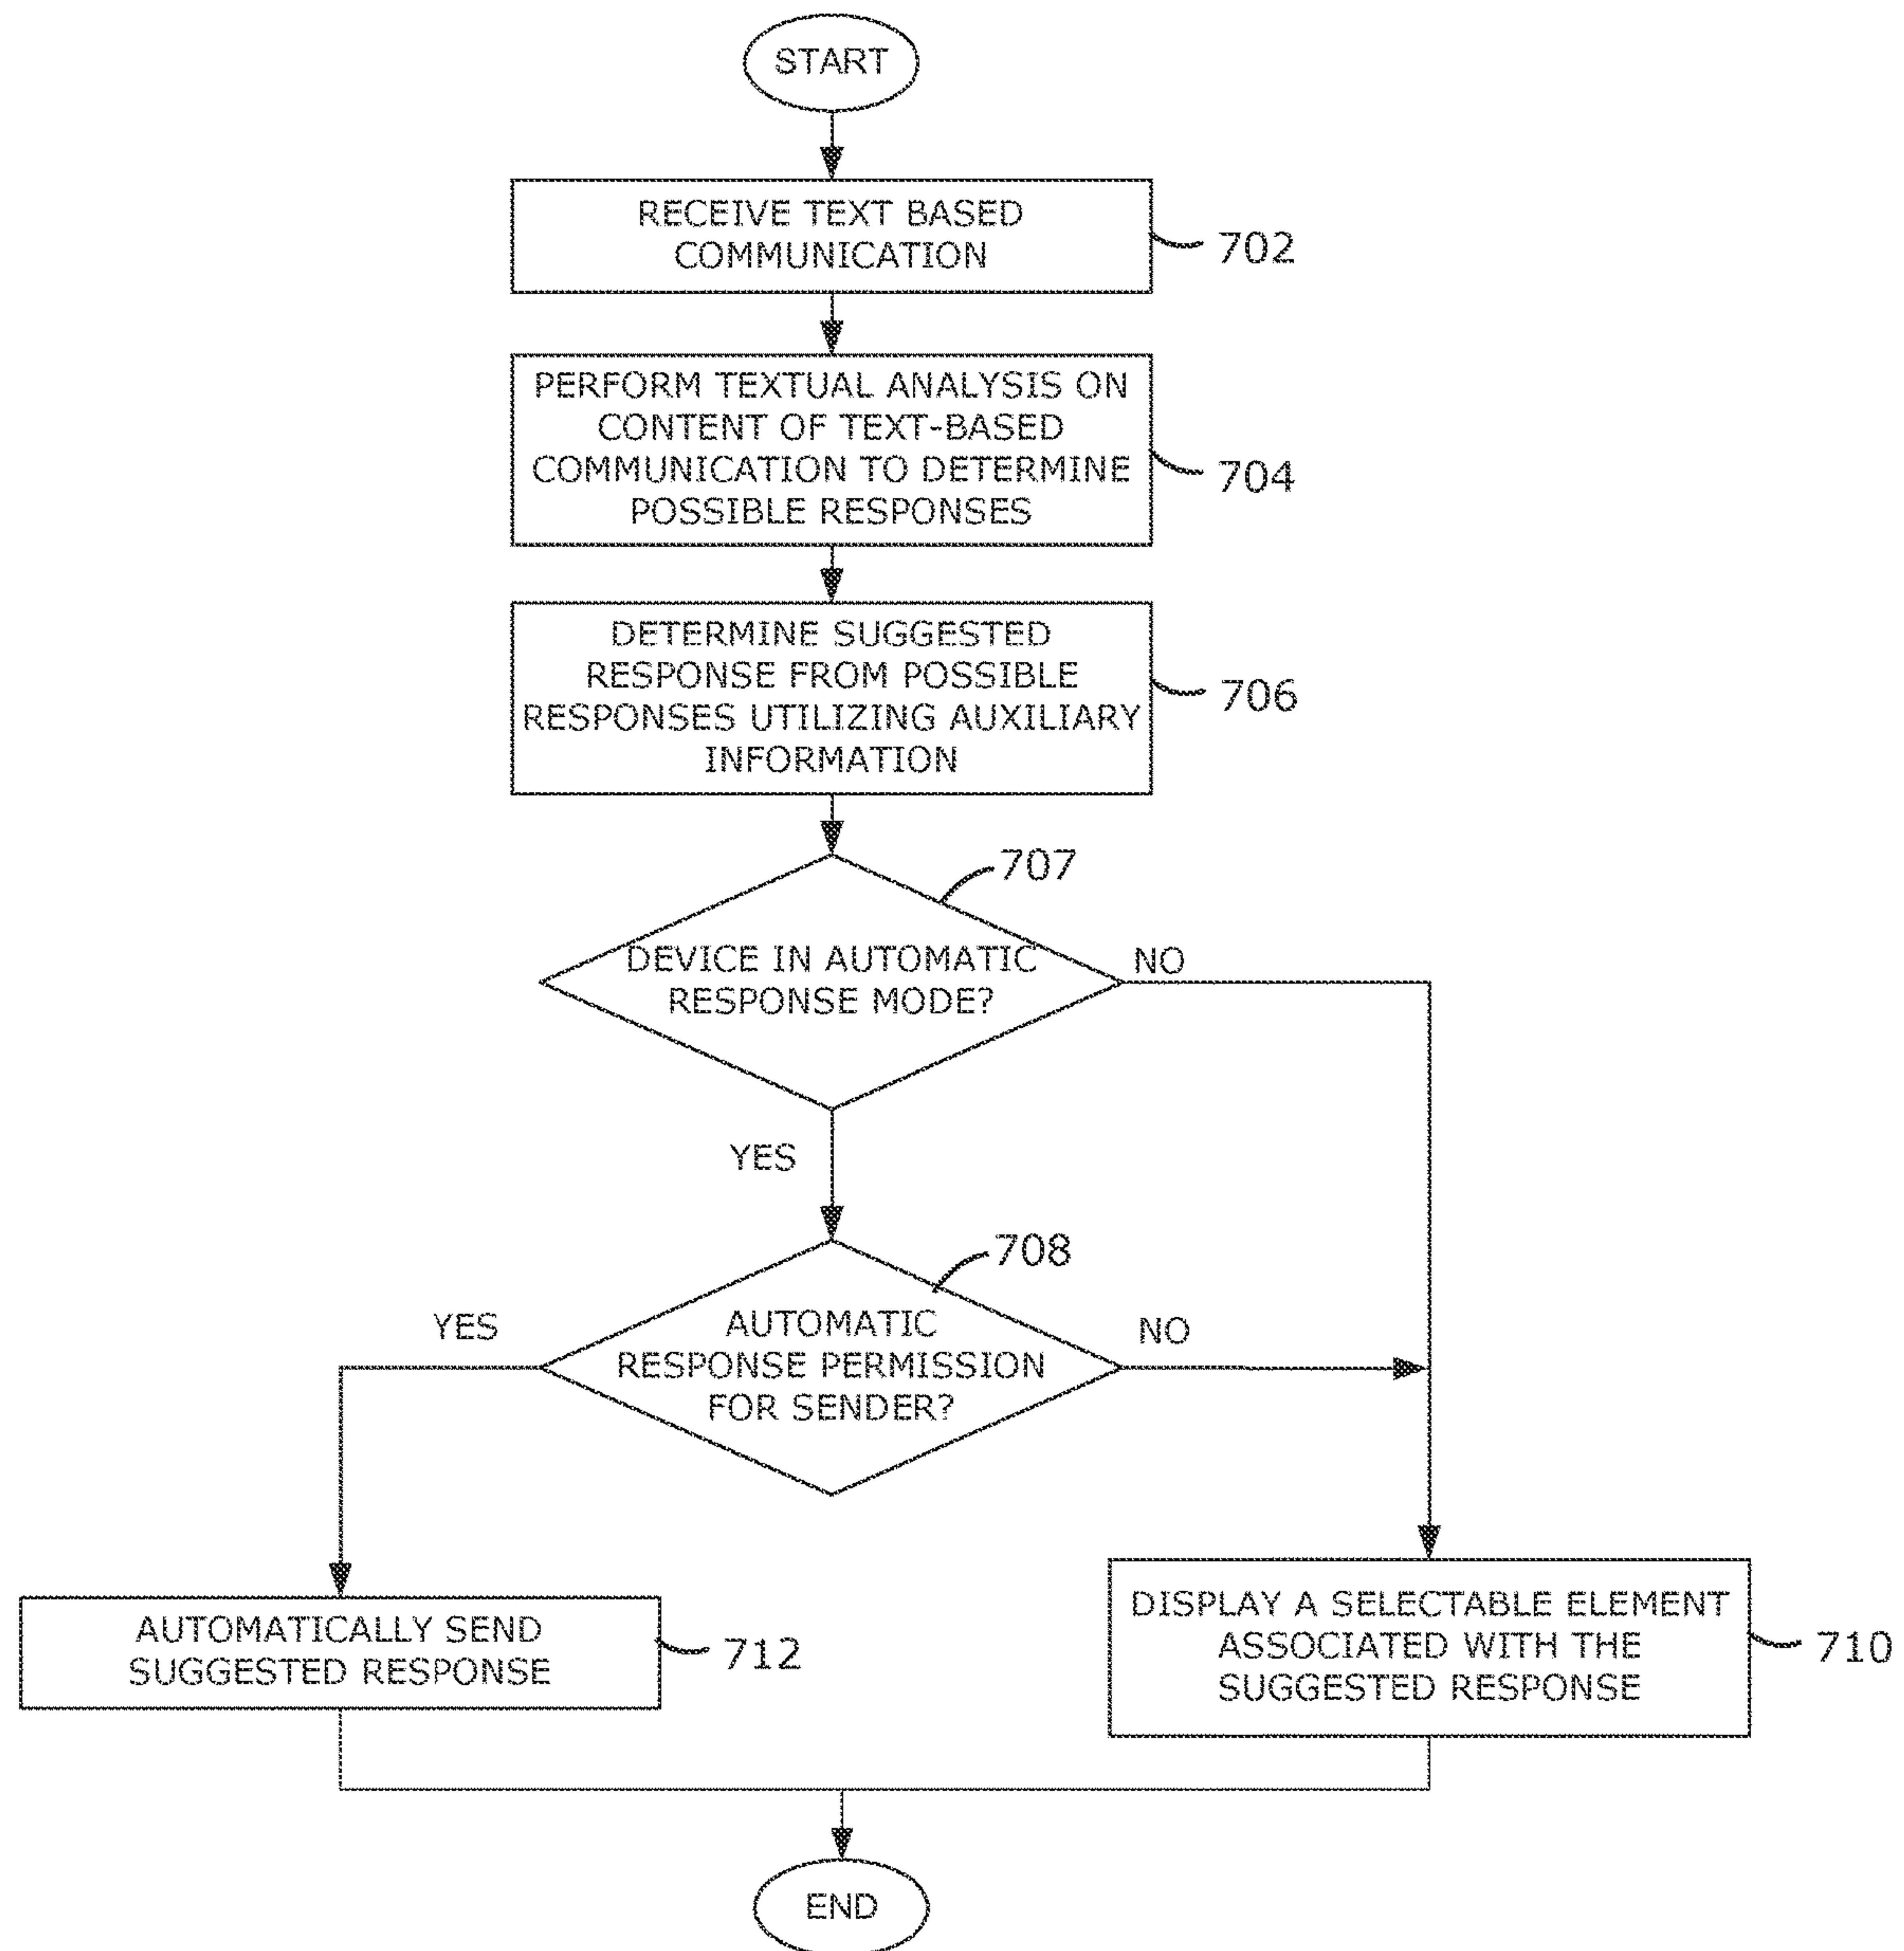 START
RECEIVE TEXT BASED
COMMUNICATION
702
PERFORM TEXTUAL ANALYSIS ON
CONTENT OF TEXT-BASED
COMMUNICATION TO DETERMINE
POSSIBLE RESPONSES
704
DETERMINE SUGGESTED
RESPONSE FROM POSSIBLE
RESPONSES UTILIZING AUXILIARY
INFORMATION
706
707
DEVICE IN AUTOMATIC
RESPONSE MODE?
NO
YES
708
AUTOMATIC
RESPONSE PERMISSION
FOR SENDER?
YES
NO
AUTOMATICALLY SEND
SUGGESTED RESPONSE
712
DISPLAY A SELECTABLE ELEMENT
ASSOCIATED WITH THE
SUGGESTED RESPONSE
710
END